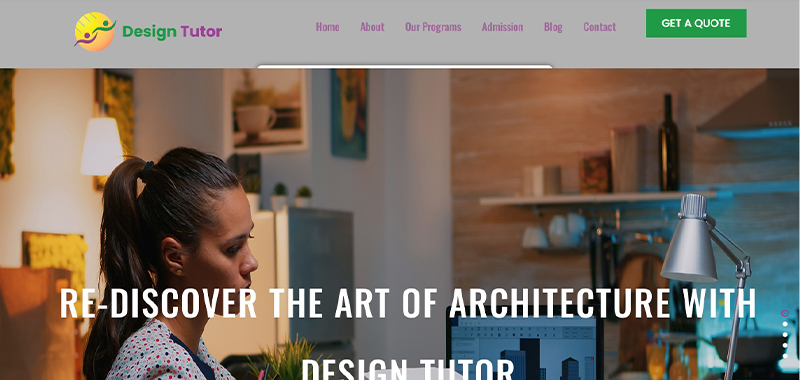 Design Tutor
Home
About
Our Programs
Admission
Blog
Contact
GET A QUOTE
RE-DISCOVER THE ART OF ARCHITECTURE WITH
DESIGN TUTOR